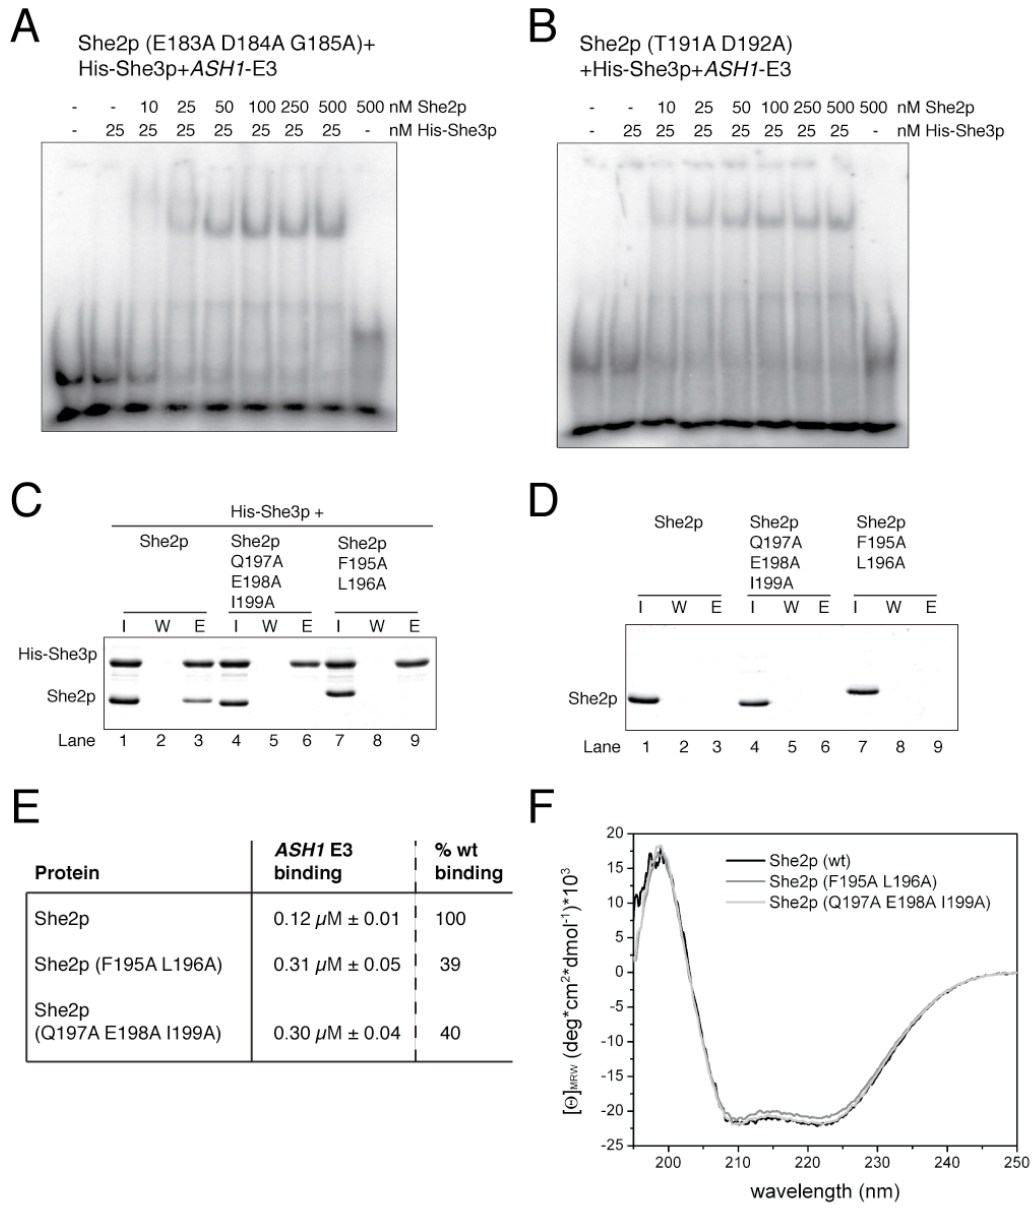 A
She2p (E183A D184A G185A)+
His-She3p+ASH1-E3
- - 10 25 50 100 250 500 500 nM She2p
- 25 25 25 25 25 25 25 - nM His-She3p
B
She2p (T191A D192A)
+His-She3p+ASH1-E3
- - 10 25 50 100 250 500 500 nM She2p
- 25 25 25 25 25 25 25 - nM His-She3p
C
His-She3p +
She2p She2p She2p
Q197A F195A
E198A L196A
I199A
I W E I W E I W E
His-She3p
She2p
Lane 1 2 3 4 5 6 7 8 9
D
She2p She2p She2p
Q197A F195A
E198A L196A
I199A
I W E I W E I W E
She2p
Lane 1 2 3 4 5 6 7 8 9
E
ASH1 E3 % wt
Protein binding binding
She2p 0.12 µM ± 0.01 100
She2p (F195A L196A) 0.31 µM ± 0.05 39
She2p
(Q197A E198A I199A) 0.30 µM ± 0.04 40
F
[Θ]MRW (deg*cm2*dmol-1)*103
20
15
10
5
0
-5
-10
-15
-20
-25
She2p (wt)
She2p (F195A L196A)
She2p (Q197A E198A I199A)
200 210 220 230 240 250
wavelength (nm)